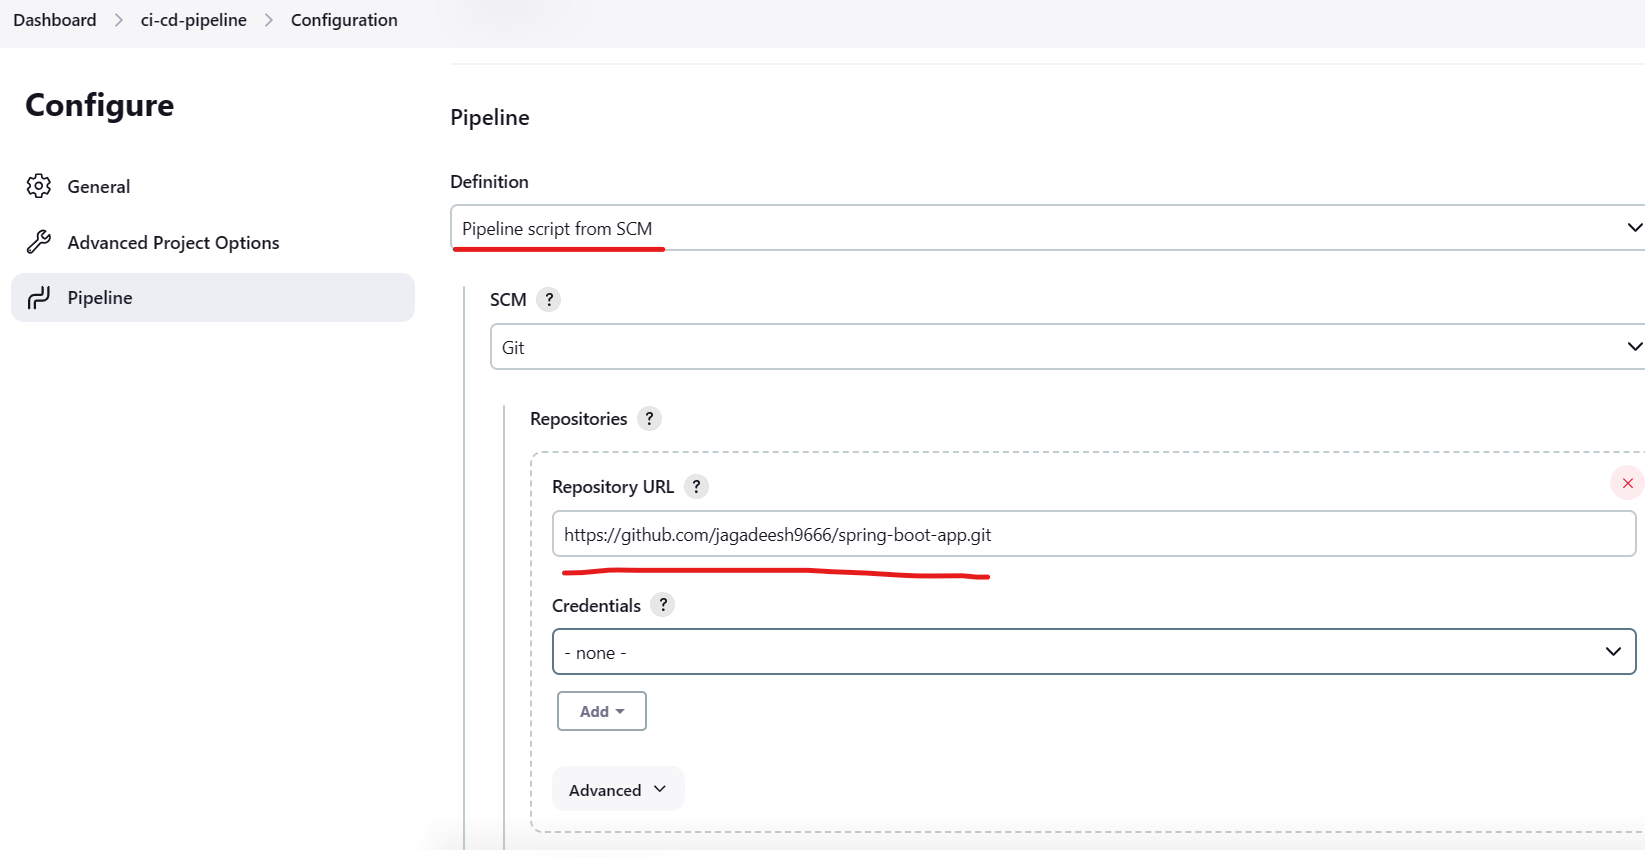 Dashboard > ci-cd-pipeline > Configuration
Configure
General
Advanced Project Options
Pipeline
Pipeline
Definition
Pipeline script from SCM
SCM ?
Git
Repositories ?
Repository URL ?
https://github.com/jagadeesh9666/spring-boot-app.git
Credentials ?
- none -
Add
Advanced